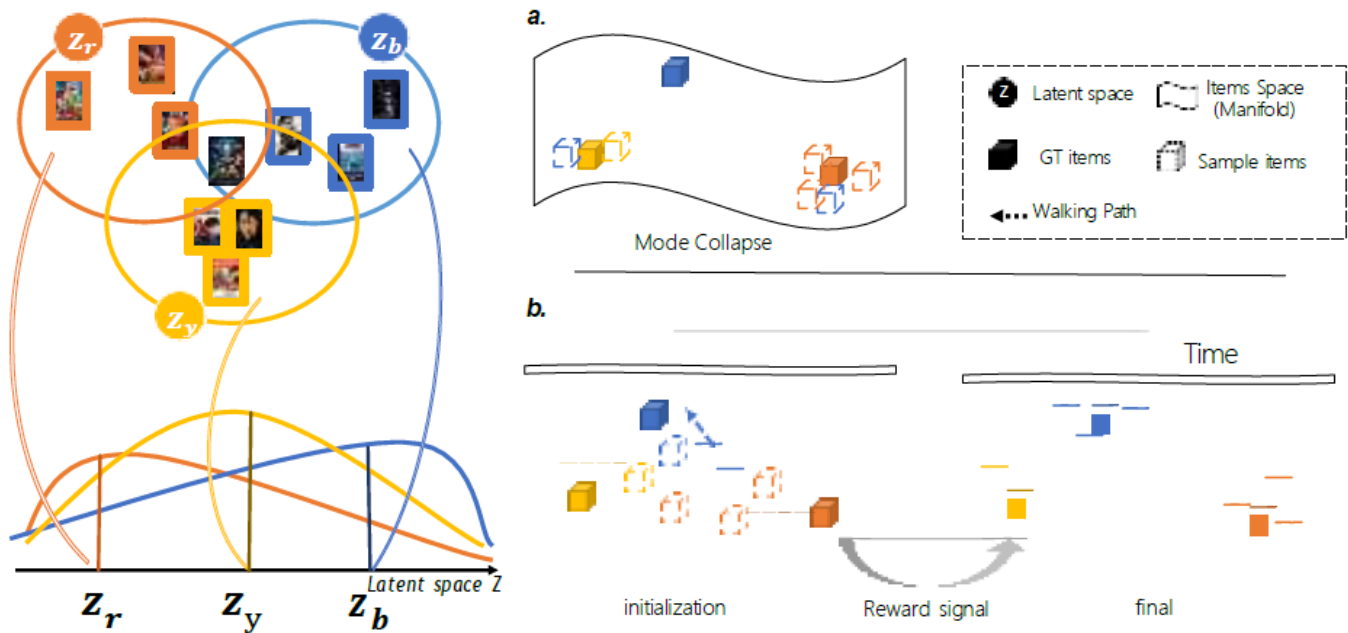 z_r
z_b
z_y
Latent space Z
z_r
z_y
z_b
a.
Mode Collapse
Z
Latent space
Items Space
(Manifold)
GT items
Sample items
Walking Path
b.
Time
initialization
Reward signal
final